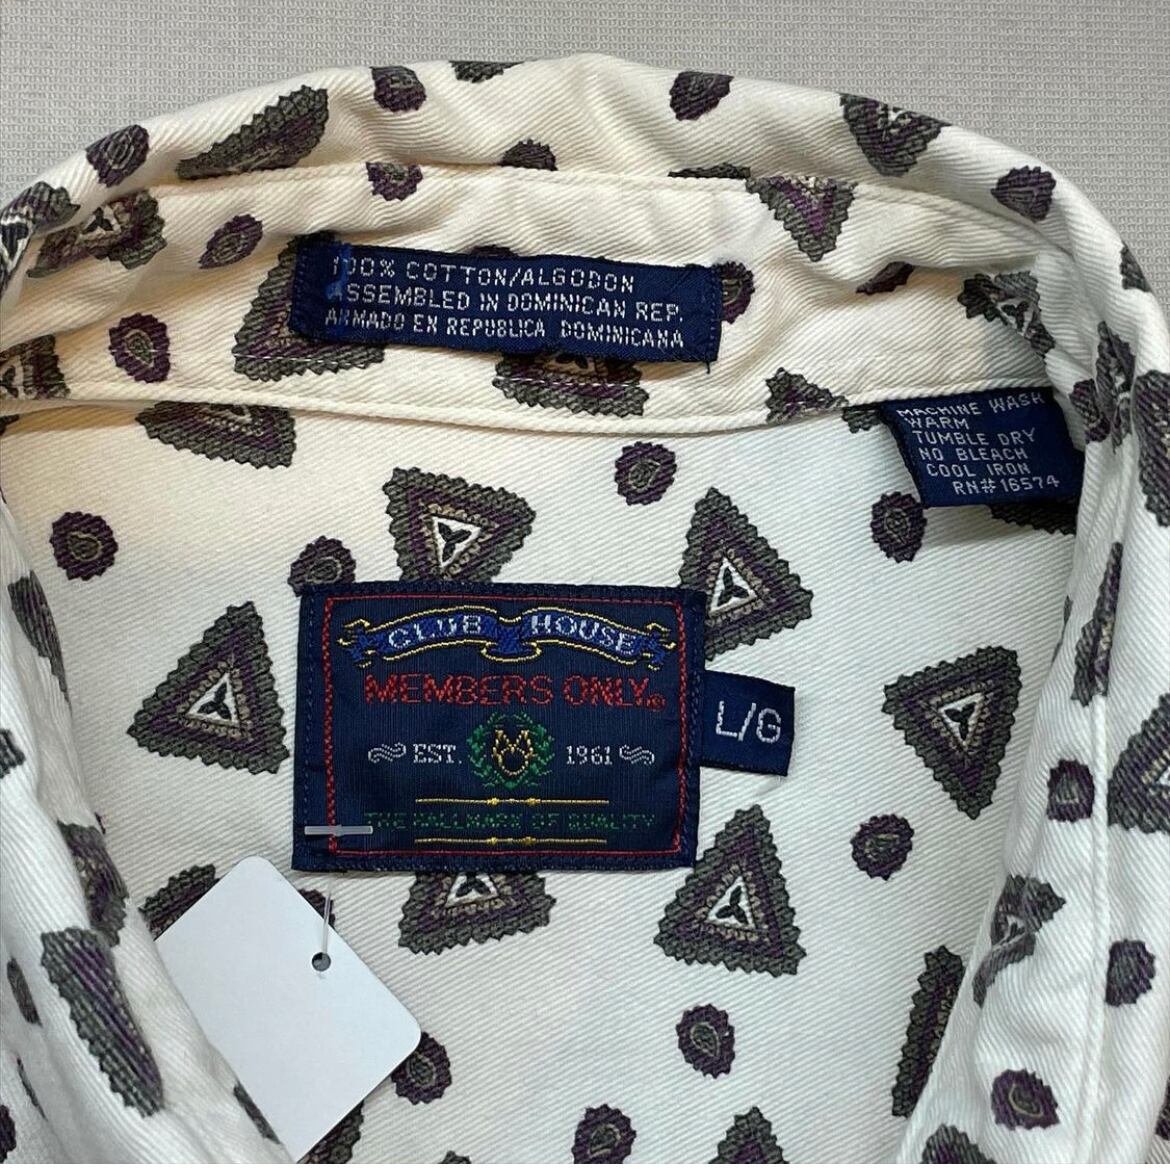 100% COTTON/ALGODON
ASSEMBLED IN DOMINICAN REP.
ARMADO EN REPUBLICA DOMINICANA
MACHINE WASH
WARM
TUMBLE DRY
NO BLEACH
COOL IRON
RN#16574
CLUB HOUSE
MEMBERS ONLY®
L/G
EST. 1961
THE HALLMARK OF QUALITY